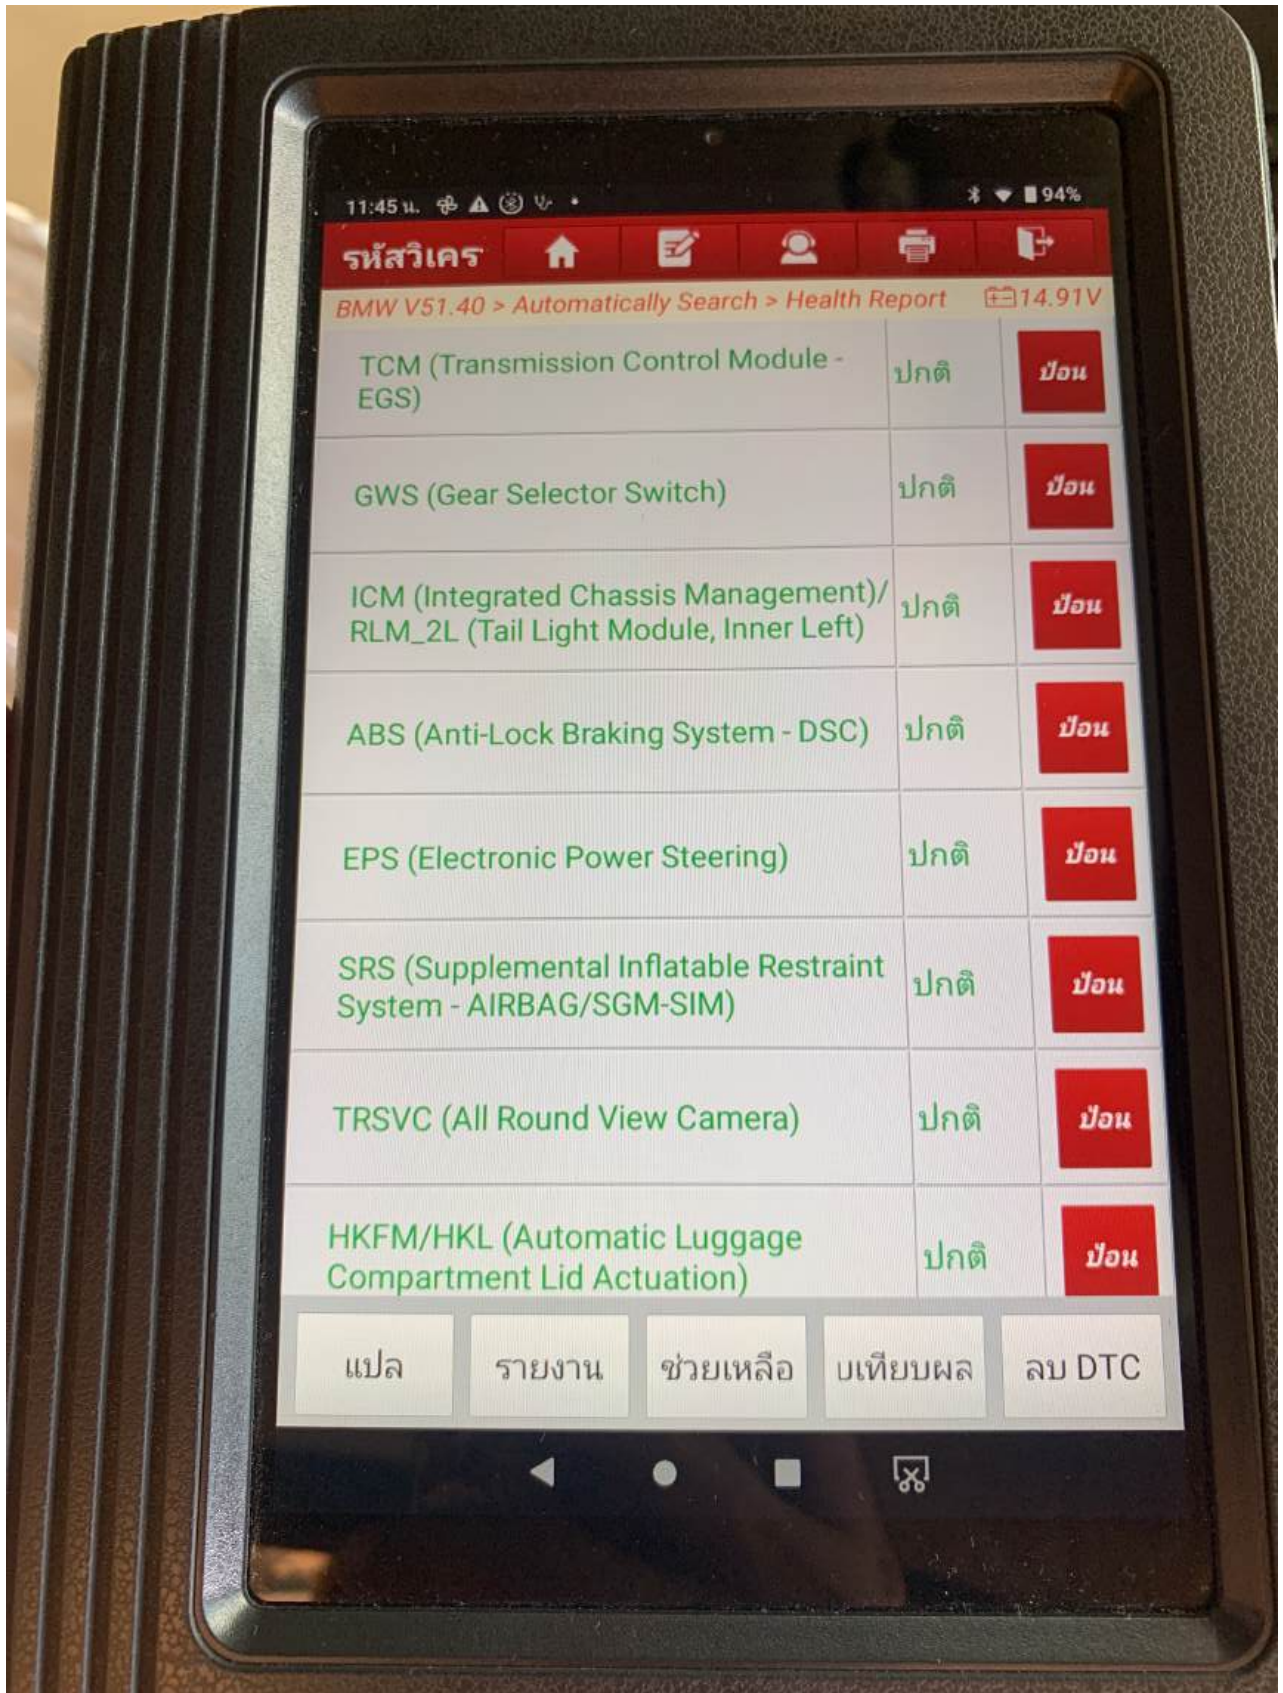 11:45 น.
94%
รหัสวิเคร
BMW V51.40 > Automatically Search > Health Report 14.91V
TCM (Transmission Control Module -
EGS)
ปกติ
ป้อน
GWS (Gear Selector Switch)
ปกติ
ป้อน
ICM (Integrated Chassis Management)/
RLM_2L (Tail Light Module, Inner Left)
ปกติ
ป้อน
ABS (Anti-Lock Braking System - DSC)
ปกติ
ป้อน
EPS (Electronic Power Steering)
ปกติ
ป้อน
SRS (Supplemental Inflatable Restraint
System - AIRBAG/SGM-SIM)
ปกติ
ป้อน
TRSVC (All Round View Camera)
ปกติ
ป้อน
HKFM/HKL (Automatic Luggage
Compartment Lid Actuation)
ปกติ
ป้อน
แปล
รายงาน
ช่วยเหลือ
บเทียบผล
ลบ DTC